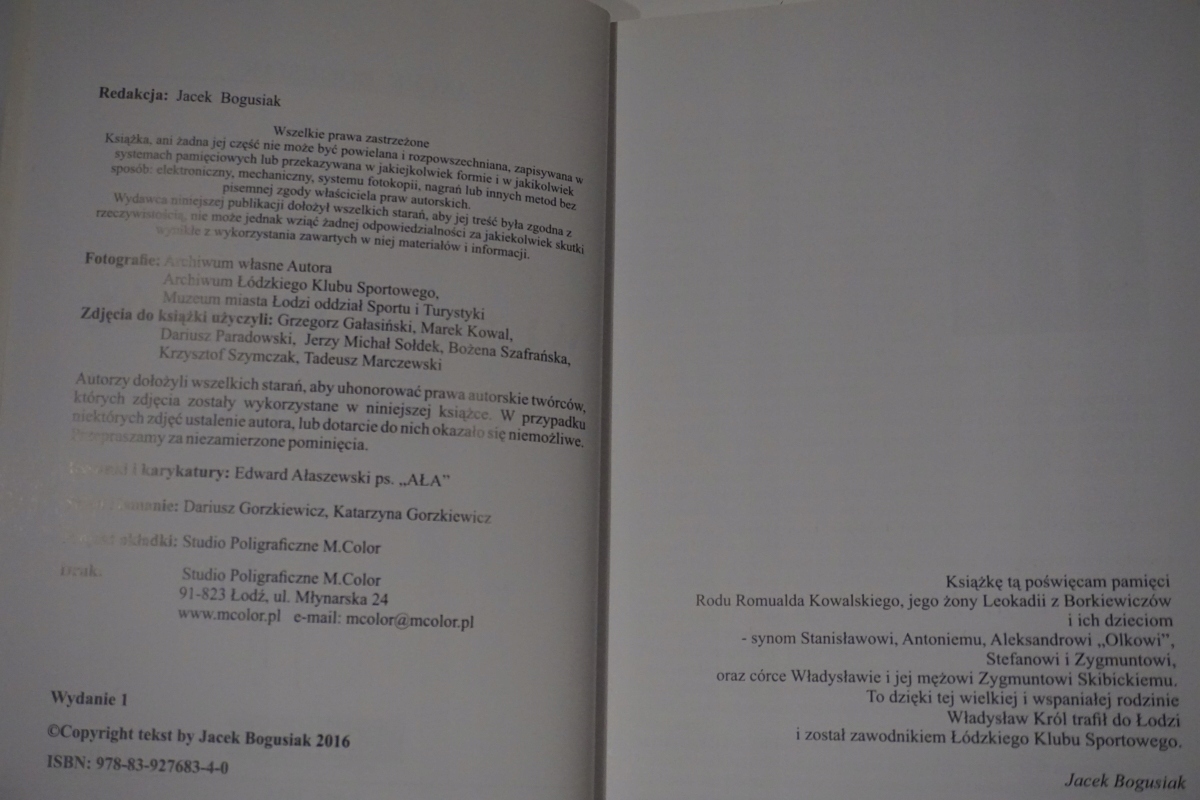 Redakcja: Jacek Bogusiak
Wszelkie prawa zastrzeżone
Książka, ani żadna jej część nie może być powielana i rozpowszechniana, zapisywana w
systemach pamięciowych lub przekazywana w jakiejkolwiek formie i w jakikolwiek
sposób: elektroniczny, mechaniczny, systemu fotokopii, nagrań lub innych metod bez
pisemnej zgody właściciela praw autorskich.
Wydawca niniejszej publikacji dołożył wszelkich starań, aby jej treść była zgodna z
rzeczywistością, nie może jednak wziąć żadnej odpowiedzialności za jakiekolwiek skutki
wynikłe z wykorzystania zawartych w niej materiałów i informacji.
Fotografie: Archiwum własne Autora
Archiwum Łódzkiego Klubu Sportowego,
Muzeum miasta Łodzi oddział Sportu i Turystyki
Zdjęcia do książki użyczyli: Grzegorz Gałasiński, Marek Kowal,
Dariusz Paradowski, Jerzy Michał Sołdek, Bożena Szafrańska,
Krzysztof Szymczak, Tadeusz Marczewski
Autorzy dołożyli wszelkich starań, aby uhonorować prawa autorskie twórców,
których zdjęcia zostały wykorzystane w niniejszej książce. W przypadku
niektórych zdjęć ustalenie autora, lub dotarcie do nich okazało się niemożliwe.
Przepraszamy za niezamierzone pominięcia.
i karykatury: Edward Ałaszewski ps. „AŁA”
Dariusz Gorzkiewicz, Katarzyna Gorzkiewicz
okładki: Studio Poligraficzne M.Color
Druk: Studio Poligraficzne M.Color
91-823 Łódź, ul. Młynarska 24
www.mcolor.pl e-mail: mcolor@mcolor.pl
Wydanie 1
©Copyright tekst by Jacek Bogusiak 2016
ISBN: 978-83-927683-4-0
Książkę tą poświęcam pamięci
Rodu Romualda Kowalskiego, jego żony Leokadii z Borkiewiczów
i ich dzieciom
- synom Stanisławowi, Antoniemu, Aleksandrowi „Olkowi”,
Stefanowi i Zygmuntowi,
oraz córce Władysławie i jej mężowi Zygmuntowi Skibickiemu.
To dzięki tej wielkiej i wspaniałej rodzinie
Władysław Król trafił do Łodzi
i został zawodnikiem Łódzkiego Klubu Sportowego.
Jacek Bogusiak